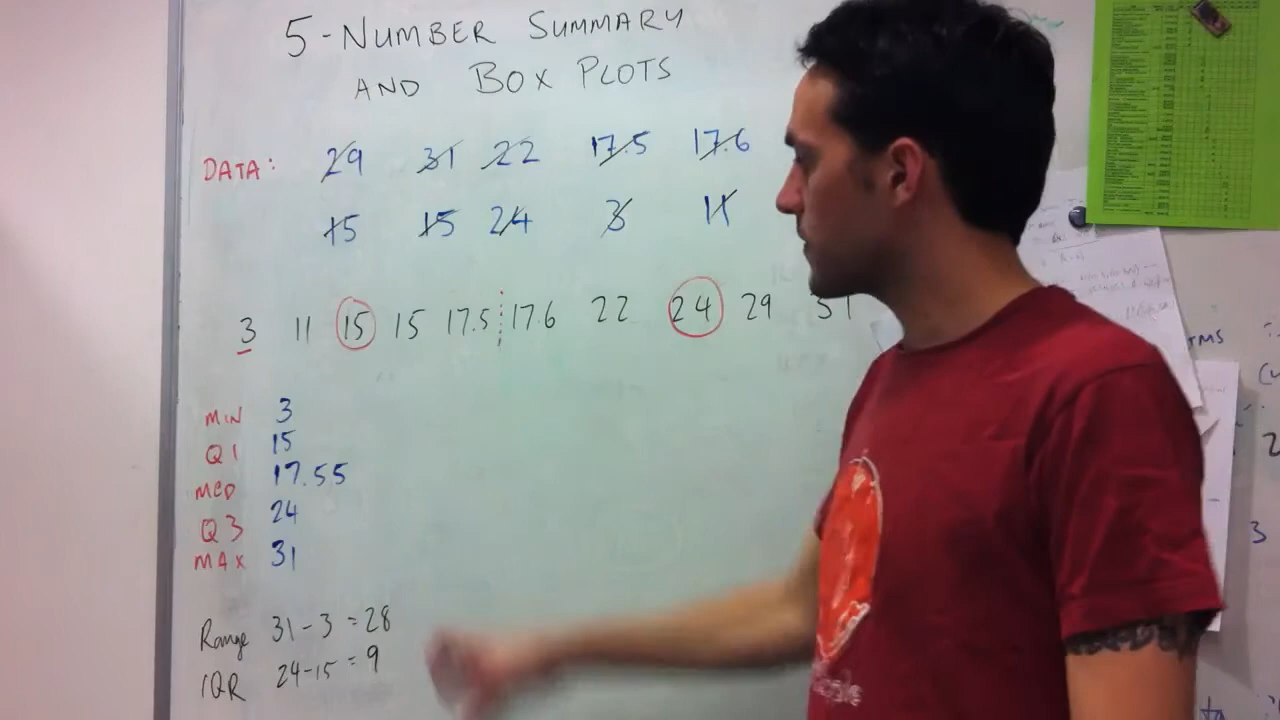 5-NUMBER SUMMARY
AND BOX PLOTS
DATA: 29 31 22 17.5 17.6
15 15 24 3 11
3 11 15 15 17.5 17.6 22 24 29 31
MIN 3
Q1 15
MED 17.55
Q3 24
MAX 31
Range 31-3=28
IQR 24-15=9